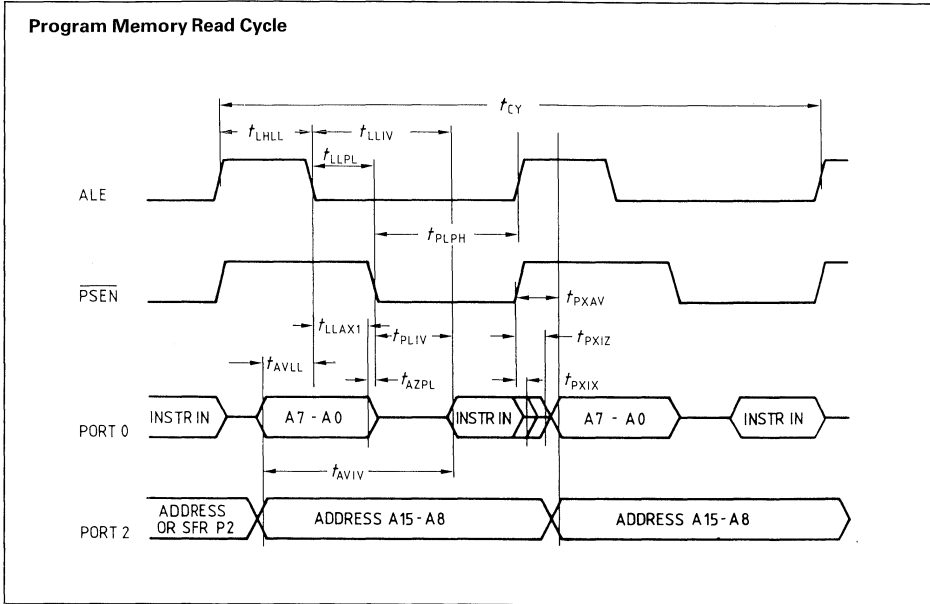 Program Memory Read Cycle
tCY
tLHLL
tLLIV
tLLPL
ALE
tPLPH
PSEN
tPXAV
tLLAX1
tPLIV
tPXIZ
tAVLL
tAZPL
tPXIX
PORT 0
INSTR IN
A7 - A0
INSTR IN
A7 - A0
INSTR IN
tAVIV
PORT 2
ADDRESS
OR SFR P2
ADDRESS A15-A8
ADDRESS A15-A8